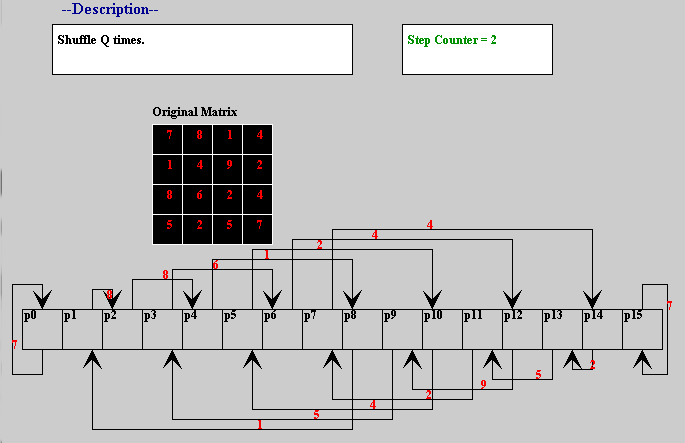 --Description--
Shuffle Q times.
Step Counter = 2
Original Matrix
7 8 1 4
1 4 9 2
8 6 2 4
5 2 5 7
4
4
2
1
6
8
8
7
p0 p1 p2 p3 p4 p5 p6 p7 p8 p9 p10 p11 p12 p13 p14 p15
7
2
5
9
2
4
5
1